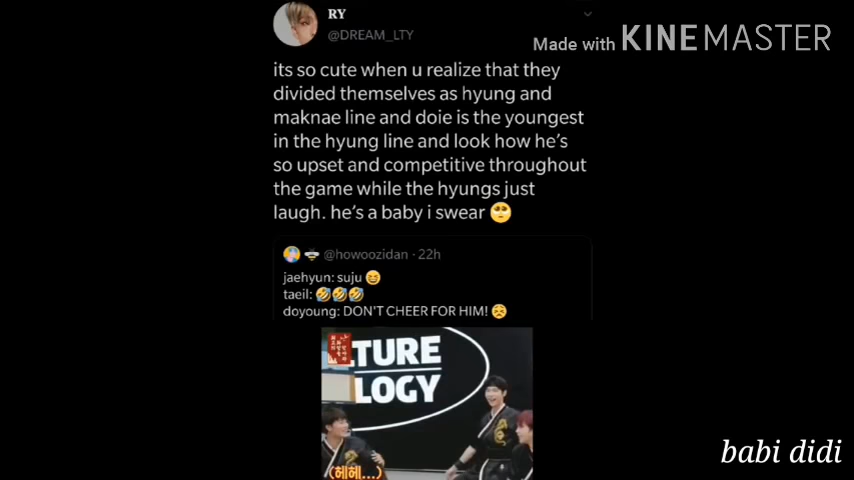 RY
@DREAM_LTY
Made with KINEMASTER
its so cute when u realize that they
divided themselves as hyung and
maknae line and doie is the youngest
in the hyung line and look how he's
so upset and competitive throughout
the game while the hyungs just
laugh. he's a baby i swear 🥺
@howoozidan · 22h
jaehyun: suju 😆
taeil: 🤣🤣🤣
doyoung: DON'T CHEER FOR HIM! 😣
TURE
LOGY
(헤헤...)
babi didi